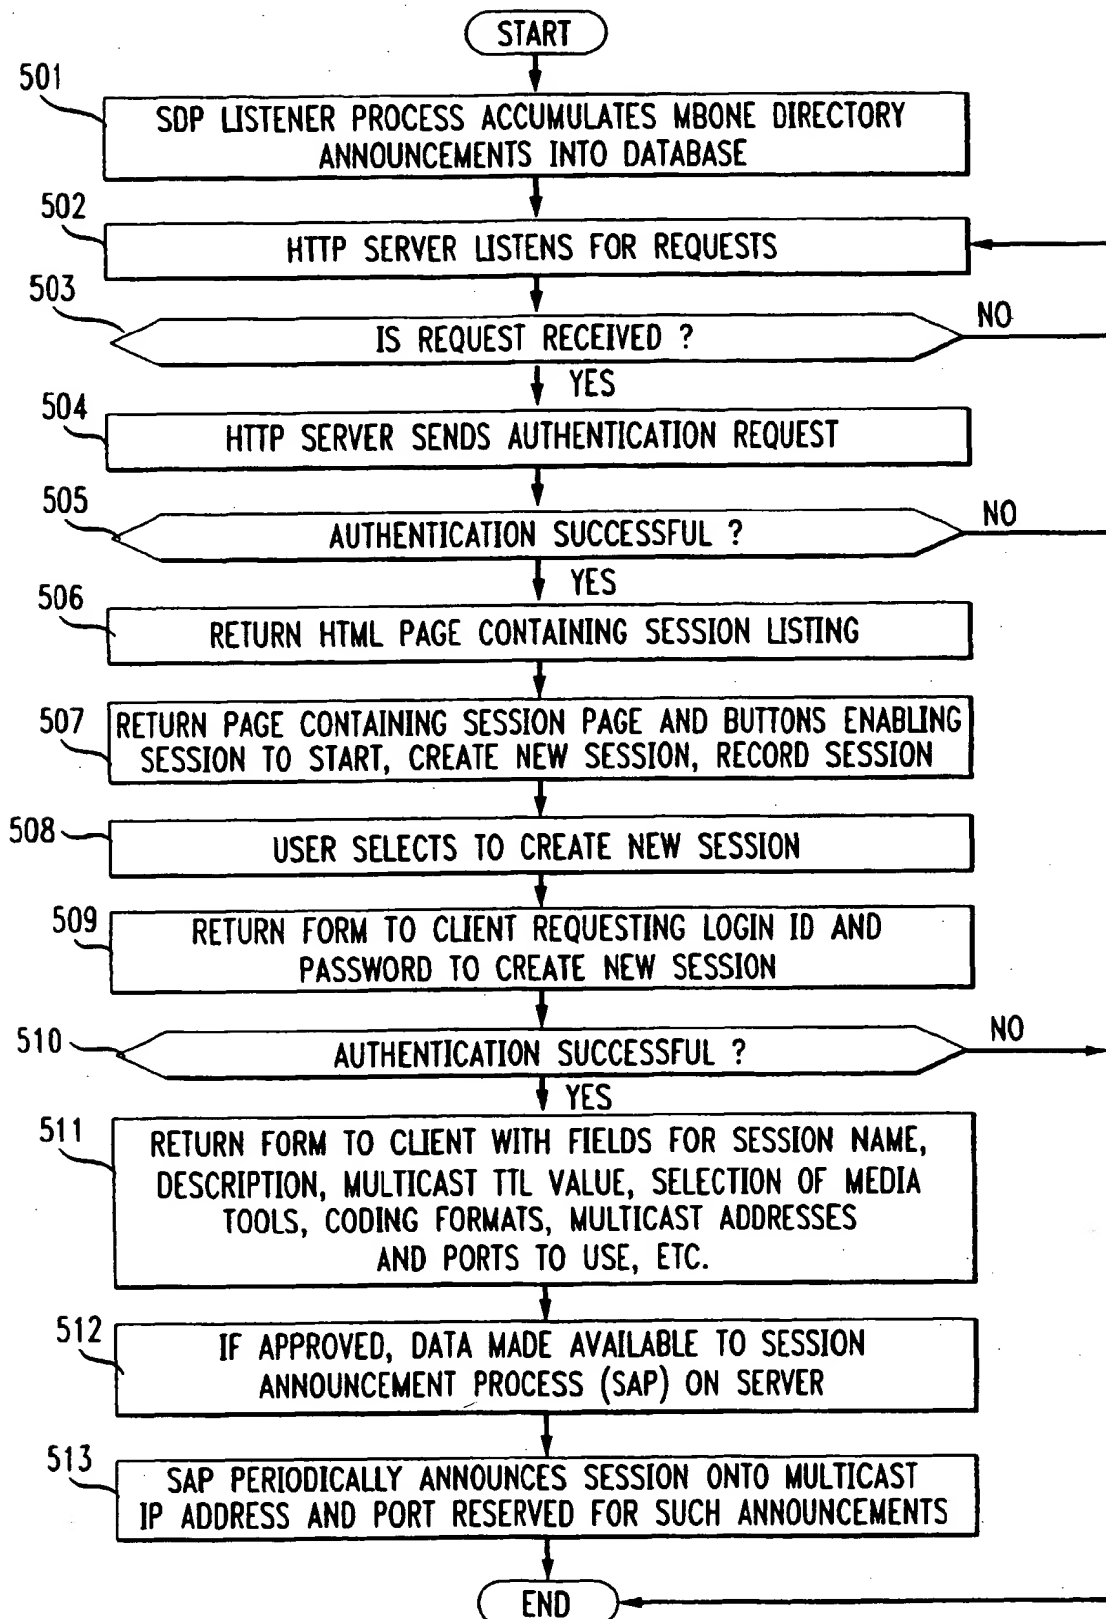 START
501
SDP LISTENER PROCESS ACCUMULATES MBONE DIRECTORY
ANNOUNCEMENTS INTO DATABASE
502
HTTP SERVER LISTENS FOR REQUESTS
503
IS REQUEST RECEIVED ?
NO
YES
504
HTTP SERVER SENDS AUTHENTICATION REQUEST
505
AUTHENTICATION SUCCESSFUL ?
NO
YES
506
RETURN HTML PAGE CONTAINING SESSION LISTING
507
RETURN PAGE CONTAINING SESSION PAGE AND BUTTONS ENABLING
SESSION TO START, CREATE NEW SESSION, RECORD SESSION
508
USER SELECTS TO CREATE NEW SESSION
509
RETURN FORM TO CLIENT REQUESTING LOGIN ID AND
PASSWORD TO CREATE NEW SESSION
510
AUTHENTICATION SUCCESSFUL ?
NO
YES
511
RETURN FORM TO CLIENT WITH FIELDS FOR SESSION NAME,
DESCRIPTION, MULTICAST TTL VALUE, SELECTION OF MEDIA
TOOLS, CODING FORMATS, MULTICAST ADDRESSES
AND PORTS TO USE, ETC.
512
IF APPROVED, DATA MADE AVAILABLE TO SESSION
ANNOUNCEMENT PROCESS (SAP) ON SERVER
513
SAP PERIODICALLY ANNOUNCES SESSION ONTO MULTICAST
IP ADDRESS AND PORT RESERVED FOR SUCH ANNOUNCEMENTS
END